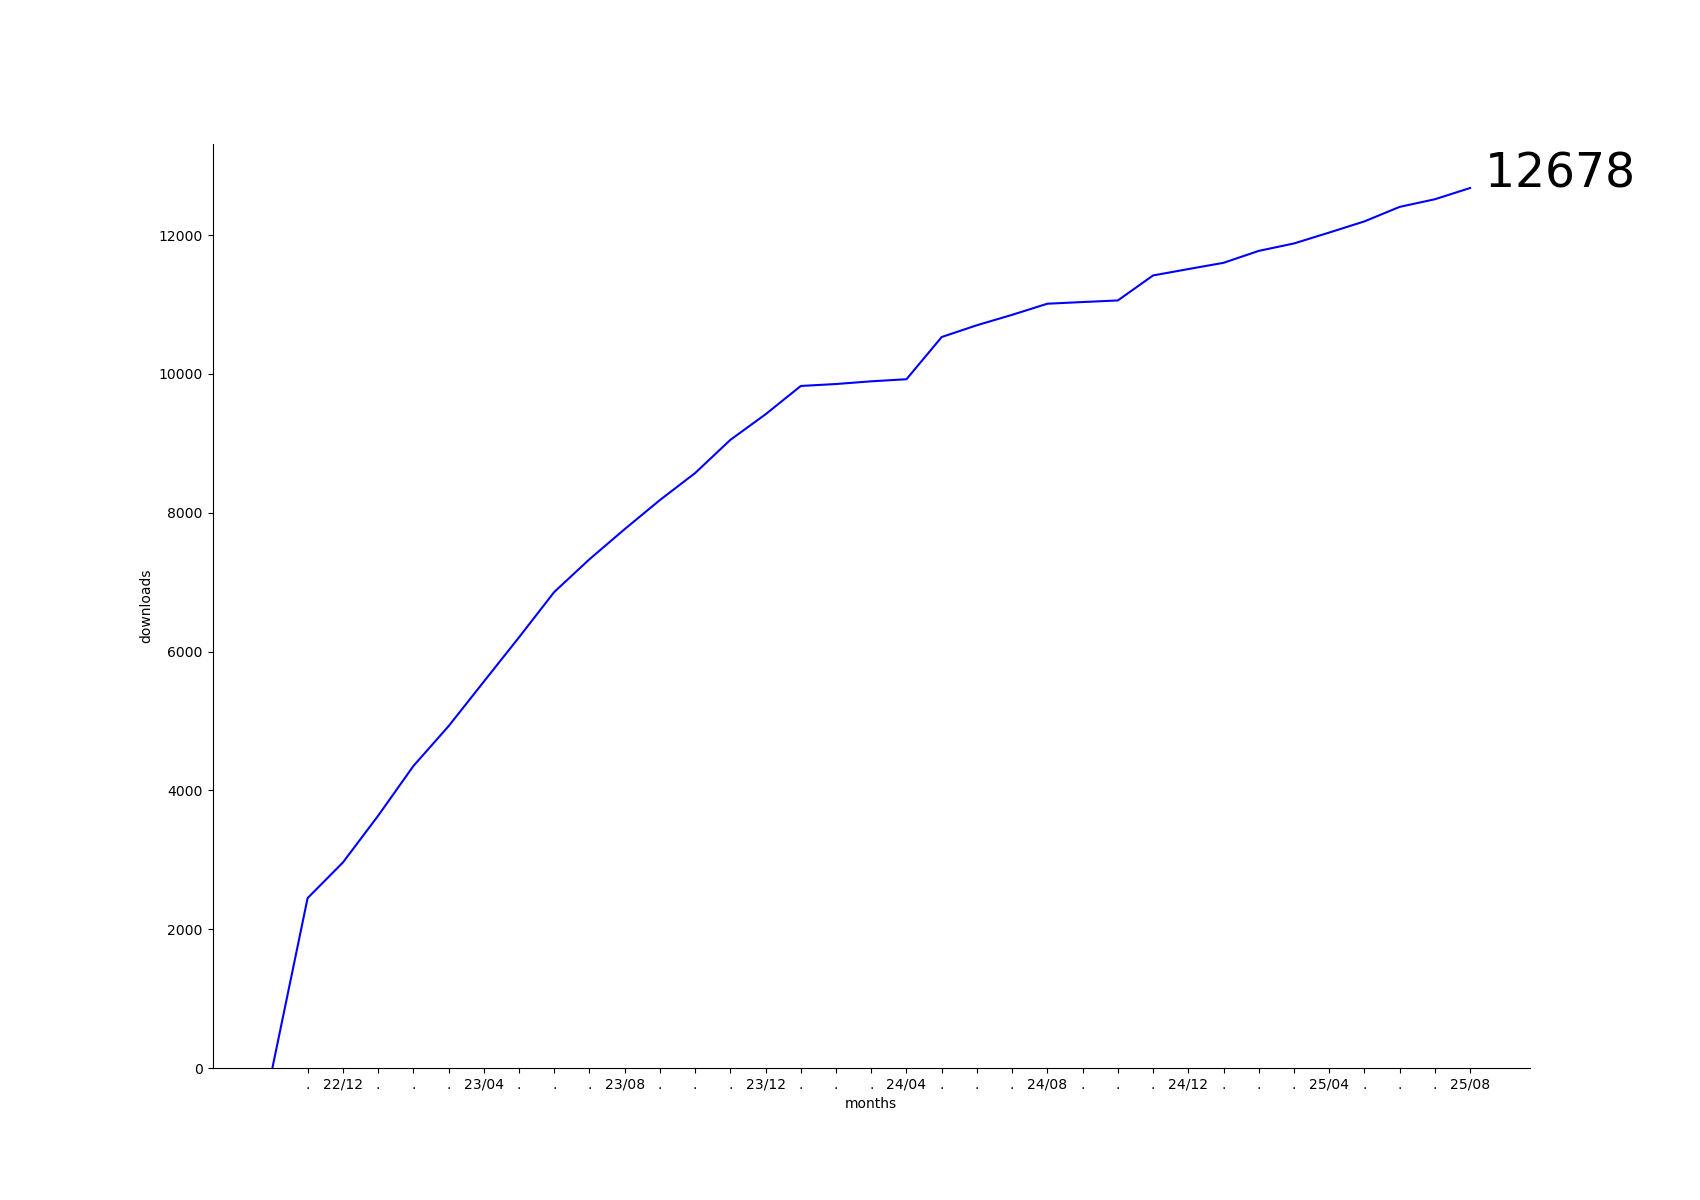 12678
12000
10000
8000
6000
4000
2000
0
downloads
. 22/12 . . . 23/04 . . . 23/08 . . . 23/12 . . . 24/04 . . . 24/08 . . . 24/12 . . . 25/04 . . . 25/08
months